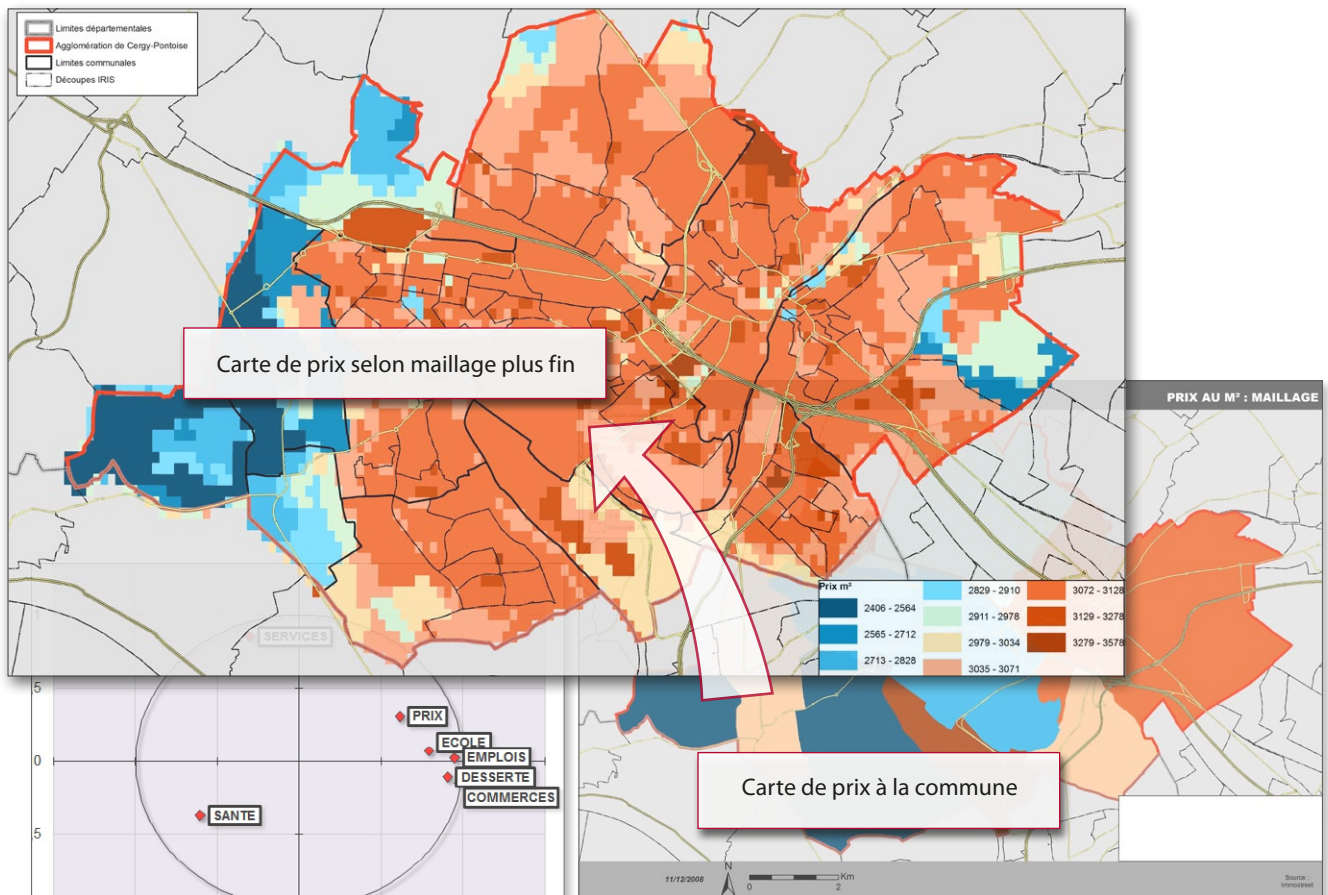 Limites départementales
Agglomération de Cergy-Pontoise
Limites communales
Découpes IRIS
Carte de prix selon maillage plus fin
PRIX AU M² : MAILLAGE
Prix m²
2406 - 2564
2565 - 2712
2713 - 2828
2829 - 2910
2911 - 2978
2979 - 3034
3035 - 3071
3072 - 3128
3129 - 3278
3279 - 3578
SERVICES
5
PRIX
ECOLE
0
EMPLOIS
DESSERTE
COMMERCES
SANTE
5
Carte de prix à la commune
11/12/2008
N
0 2 Km
Source :
Immostreet